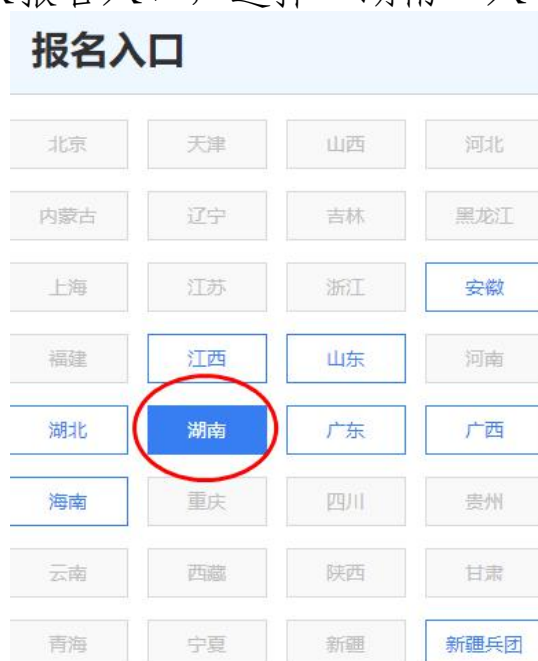 报名入口
北京 天津 山西 河北
内蒙古 辽宁 吉林 黑龙江
上海 江苏 浙江 安徽
福建 江西 山东 河南
湖北 湖南 广东 广西
海南 重庆 四川 贵州
云南 西藏 陕西 甘肃
青海 宁夏 新疆 新疆兵团